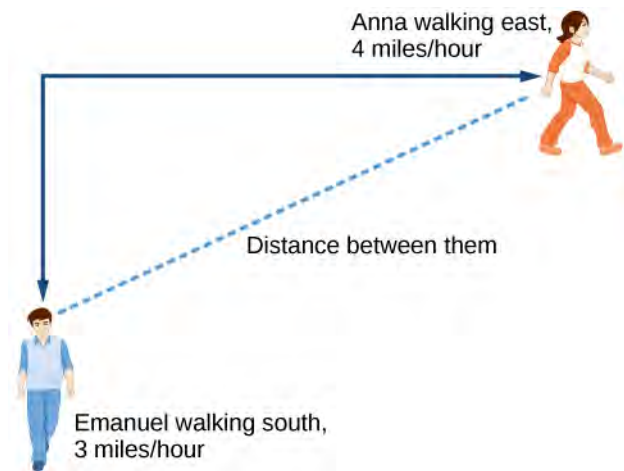 Anna walking east,
4 miles/hour
Distance between them
Emanuel walking south,
3 miles/hour